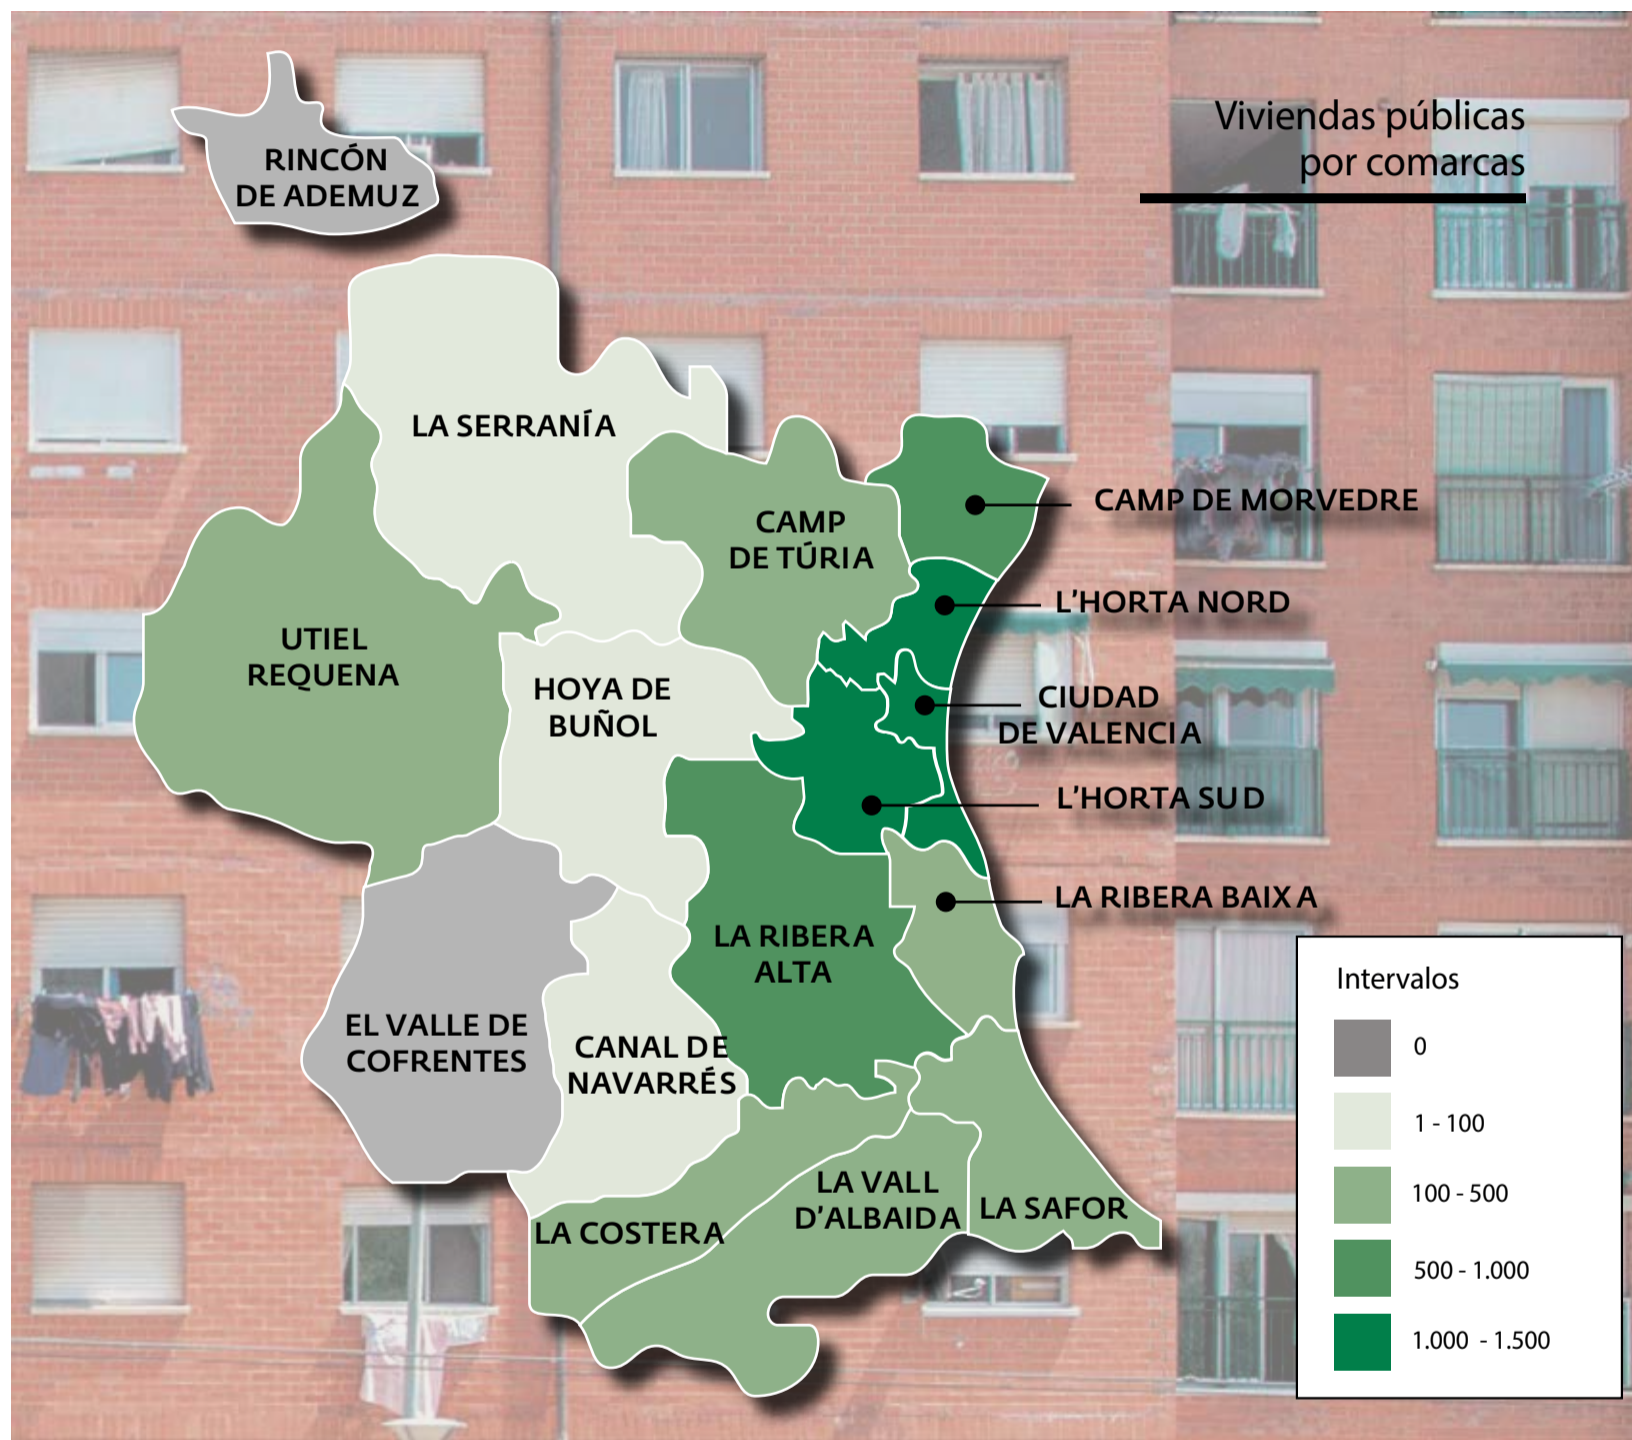 Viviendas públicas
por comarcas
RINCÓN
DE ADEMUZ
LA SERRANÍA
CAMP DE MORVEDRE
CAMP
DE TÚRIA
L'HORTA NORD
UTIEL
REQUENA
HOYA DE
BUÑOL
CIUDAD
DE VALENCIA
L'HORTA SUD
LA RIBERA BAIXA
LA RIBERA
ALTA
EL VALLE DE
COFRENTES
CANAL DE
NAVARRÉS
LA VALL
D'ALBAIDA
LA SAFOR
LA COSTERA
Intervalos
0
1 - 100
100 - 500
500 - 1.000
1.000 - 1.500